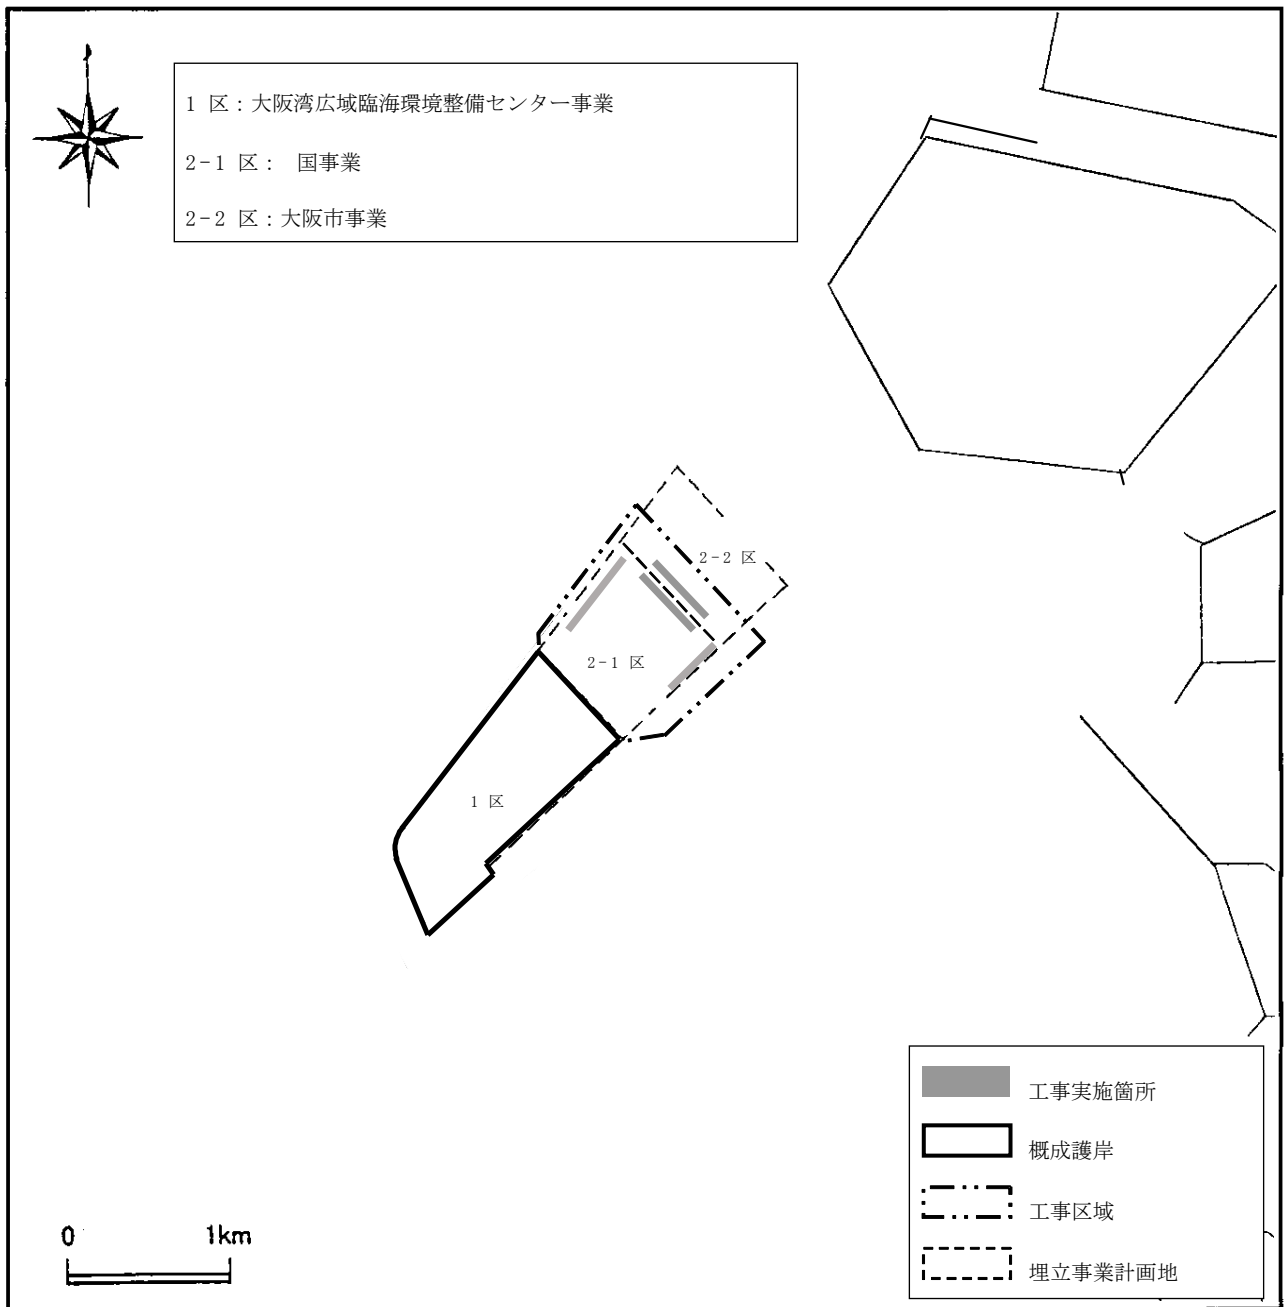 1 区：大阪湾広域臨海環境整備センター事業
2-1 区： 国事業
2-2 区：大阪市事業
2-2 区
2-1 区
1 区
工事実施箇所
概成護岸
工事区域
埋立事業計画地
0 1km